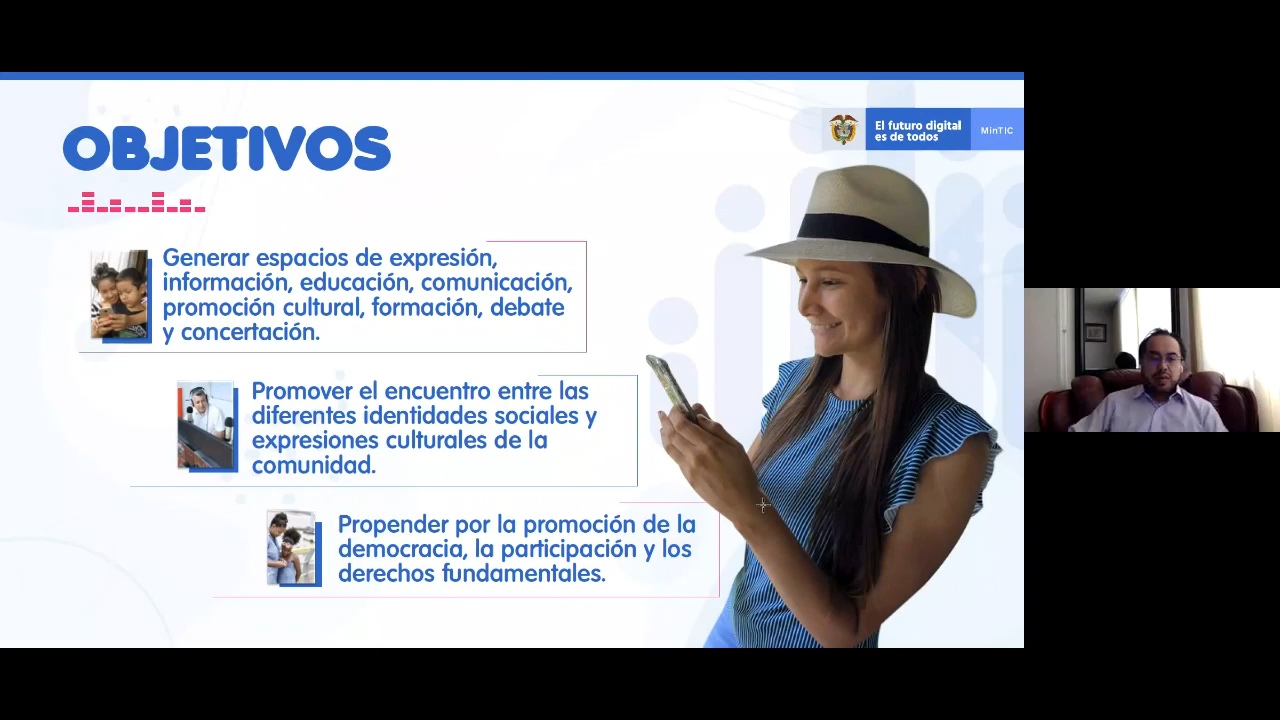 OBJETIVOS
El futuro digital
es de todos
MinTIC
Generar espacios de expresión,
información, educación, comunicación,
promoción cultural, formación, debate
y concertación.
Promover el encuentro entre las
diferentes identidades sociales y
expresiones culturales de la
comunidad.
Propender por la promoción de la
democracia, la participación y los
derechos fundamentales.